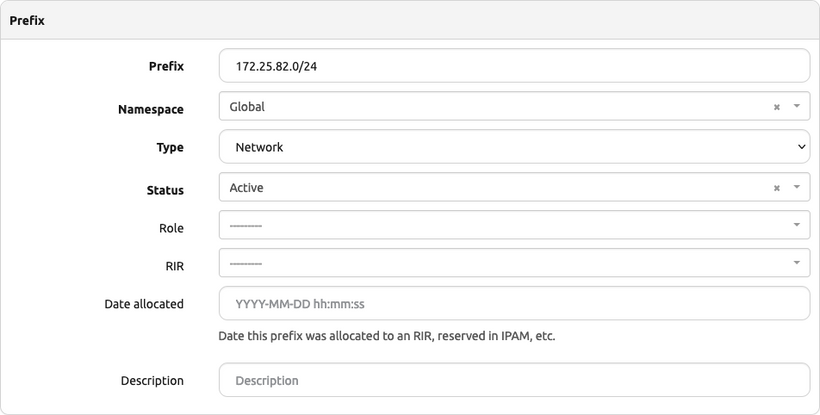 Prefix
Prefix 172.25.82.0/24
Namespace Global × 
Type Network
Status Active ×
Role ---------
RIR ---------
Date allocated YYYY-MM-DD hh:mm:ss
Date this prefix was allocated to an RIR, reserved in IPAM, etc.
Description Description